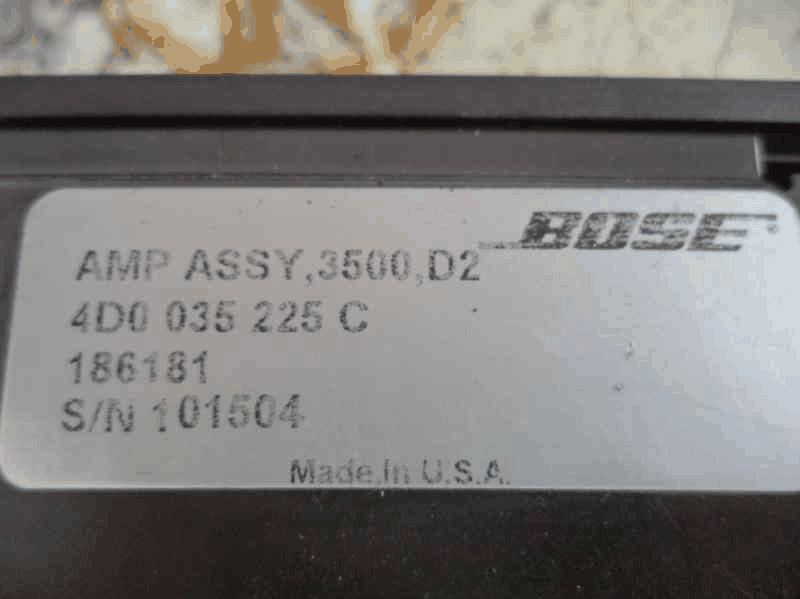 BOSE
AMP ASSY,3500,D2
4D0 035 225 C
186181
S/N 101504
Made in U.S.A.